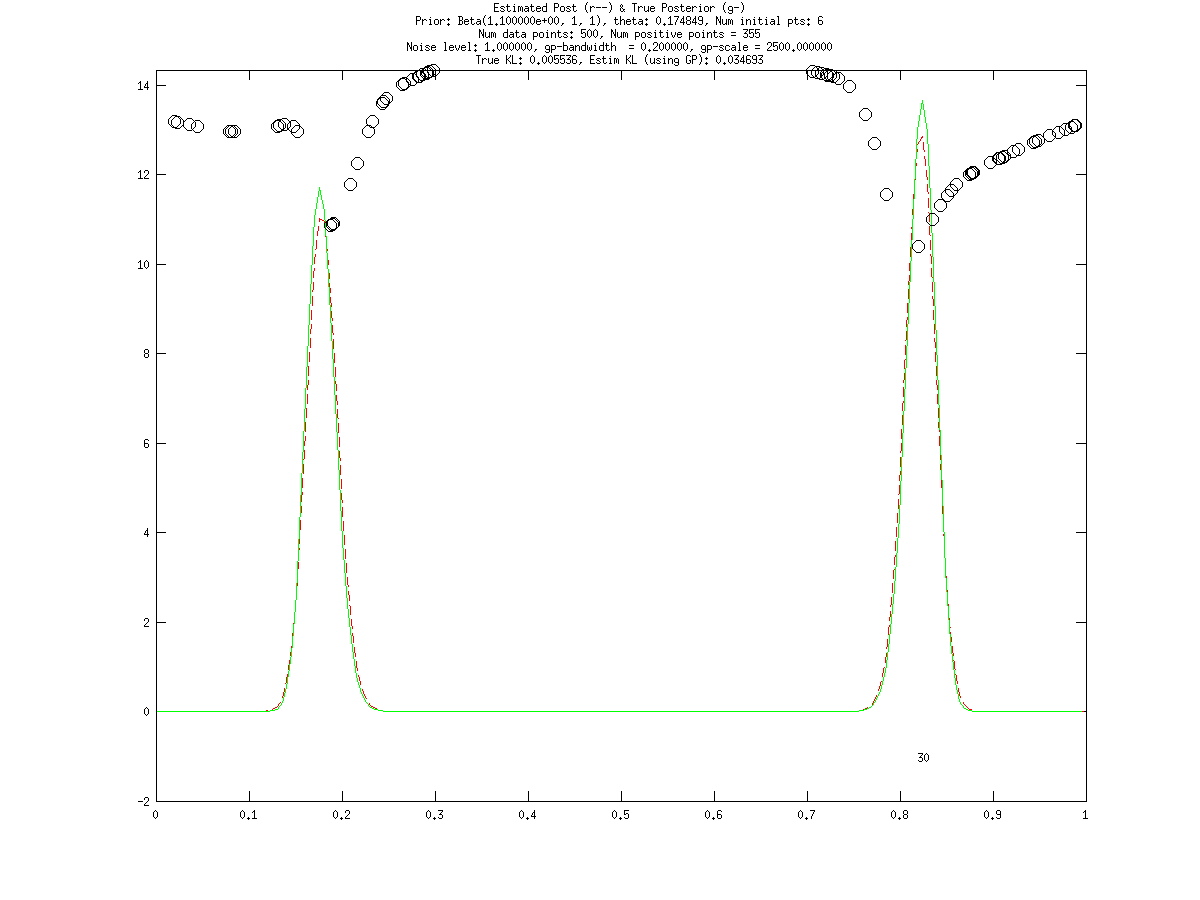 Estimated Post (r--) & True Posterior (g-)
Prior: Beta(1.100000e+00, 1, 1), theta: 0.174849, Num initial pts: 6
Num data points: 500, Num positive points = 355
Noise level: 1.000000, gp-bandwidth  = 0.200000, gp-scale = 2500.000000
True KL: 0.005536, Estim KL (using GP): 0.034693
14
12
10
8
6
4
2
0
30
-2
0 0.1 0.2 0.3 0.4 0.5 0.6 0.7 0.8 0.9 1